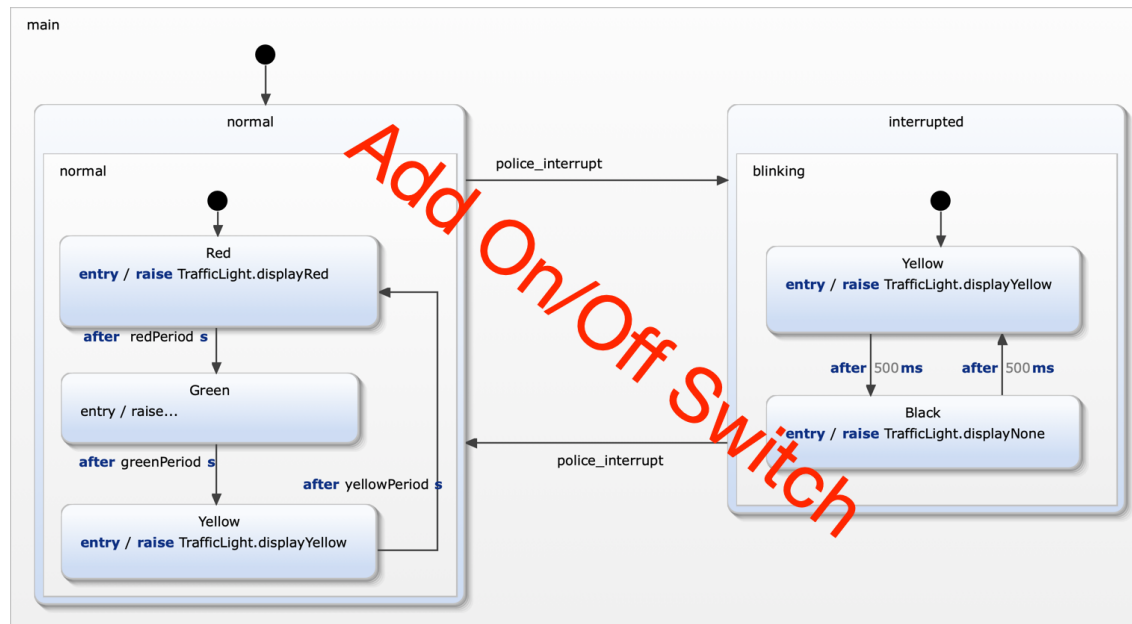 main
normal
normal
Red
entry / raise TrafficLight.displayRed
after redPeriod s
Green
entry / raise...
after greenPeriod s
after yellowPeriod s
Yellow
entry / raise TrafficLight.displayYellow
police_interrupt
police_interrupt
interrupted
blinking
Yellow
entry / raise TrafficLight.displayYellow
after 500 ms
after 500 ms
Black
entry / raise TrafficLight.displayNone
Add On/Off Switch